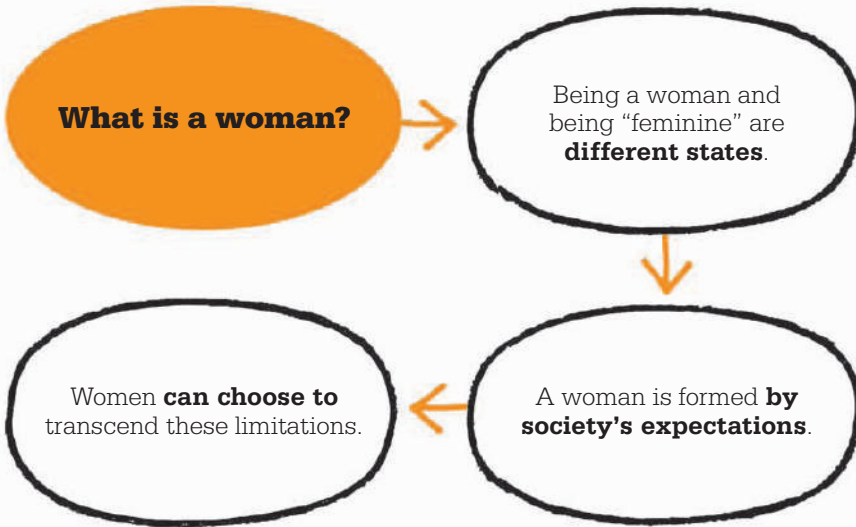 What is a woman?
Being a woman and
being “feminine” are
different states.
A woman is formed by
society’s expectations.
Women can choose to
transcend these limitations.